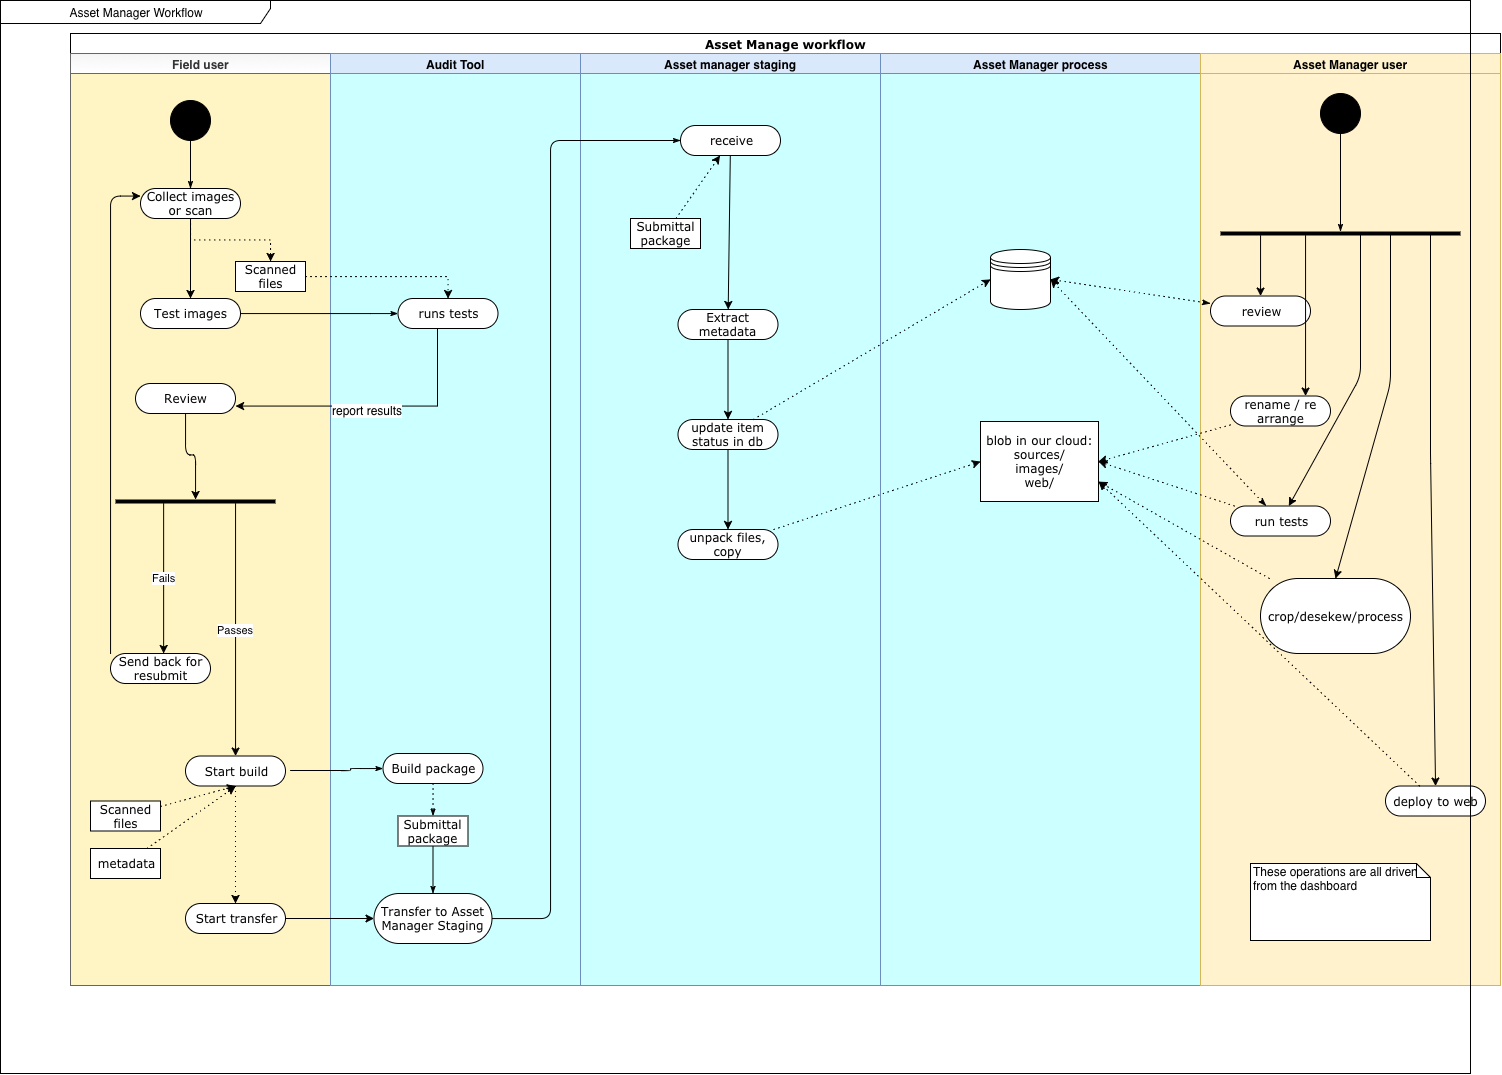 Asset Manager Workflow
Asset Manage workflow
Field user
Audit Tool
Asset manager staging
Asset Manager process
Asset Manager user
Collect images
or scan
Scanned
files
Test images
runs tests
Review
report results
Fails
Passes
Send back for
resubmit
Start build
Scanned
files
metadata
Start transfer
Build package
Submittal
package
Transfer to Asset
Manager Staging
receive
Submittal
package
Extract
metadata
update item
status in db
unpack files,
copy
blob in our cloud:
sources/
images/
web/
review
rename / re
arrange
run tests
crop/desekew/process
deploy to web
These operations are all driven
from the dashboard